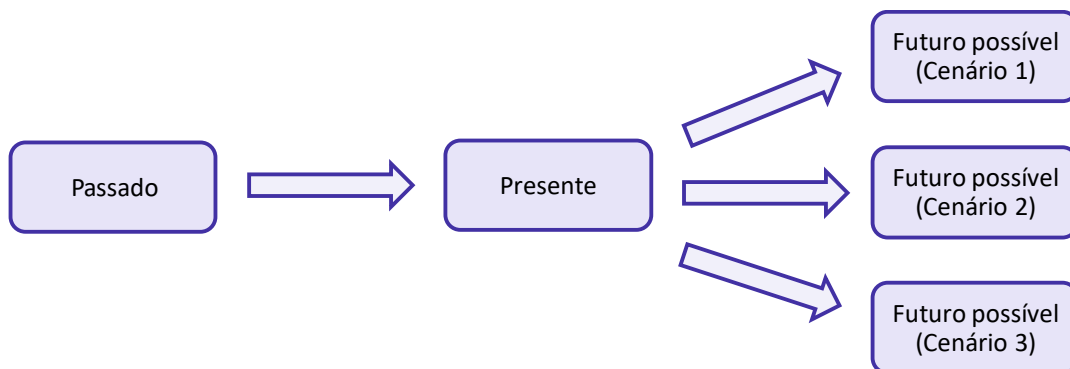 Passado
Presente
Futuro possível
(Cenário 1)
Futuro possível
(Cenário 2)
Futuro possível
(Cenário 3)